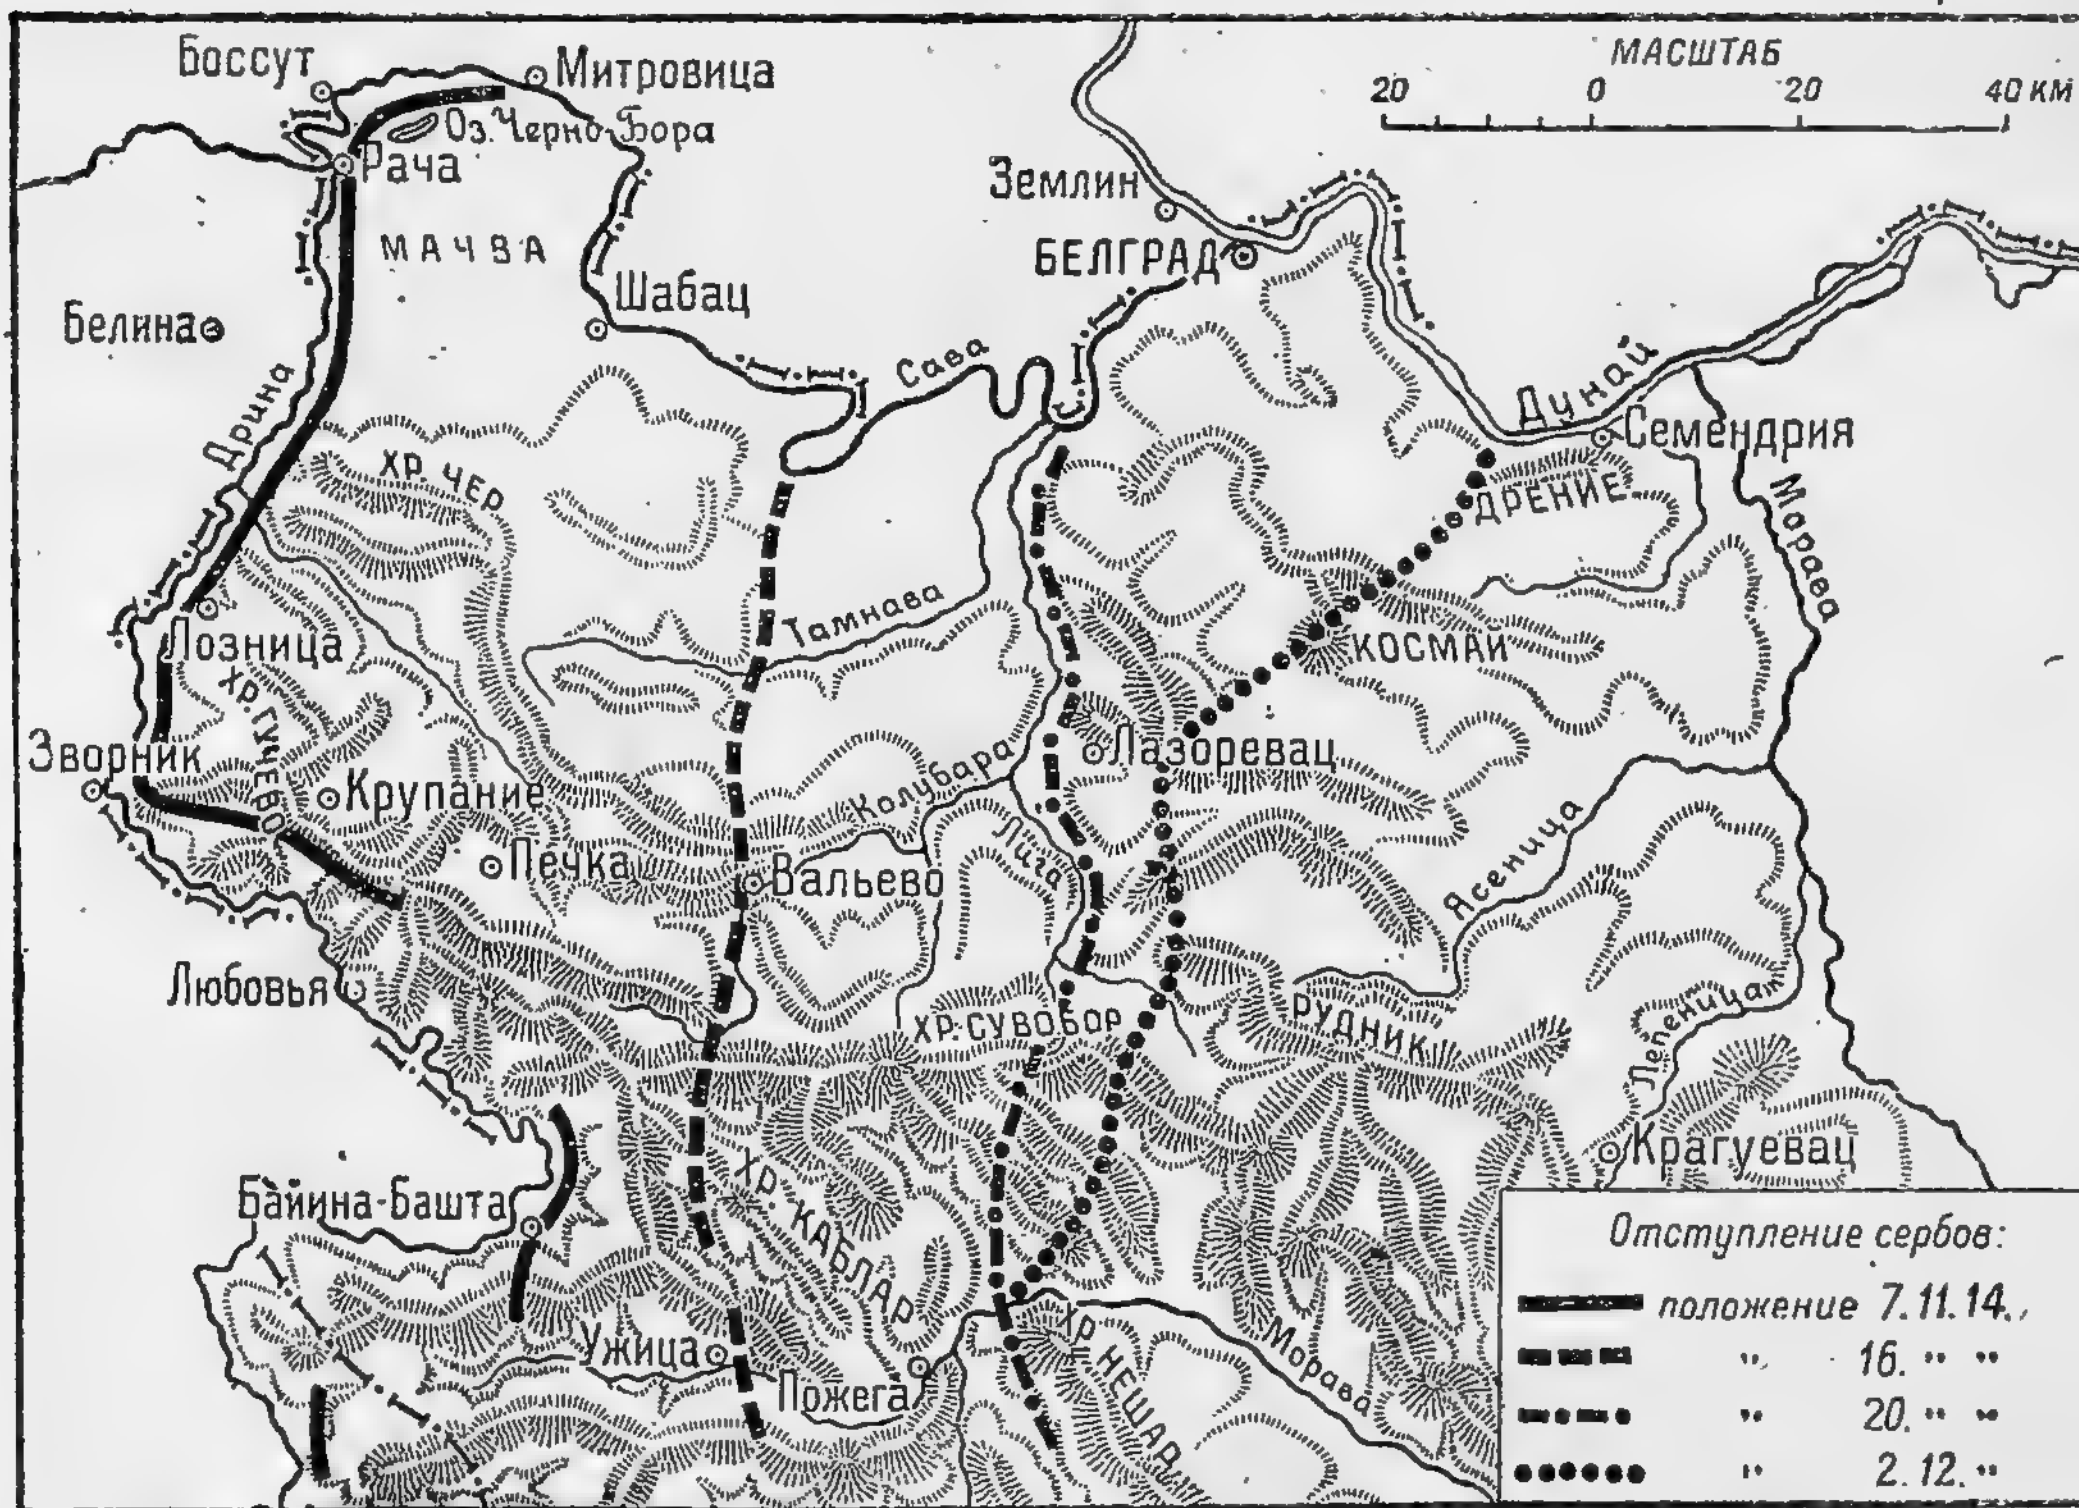 Боссут
Митровица
МАСШТАБ
20 0 20 40 КМ
Оз. Черно Бора
Рача
Землин
МАЧВА
БЕЛГРАД
Шабац
Белина
Сава
Дрина
Дунай
Семендрия
ХР. ЧЕР
ДРЕНИЕ
Морава
Тамнава
Лозница
КОСМАЙ
ХР. ГУЧЕВО
Зворник
Лазоревац
Крупание
Колубара
Лига
Печка
Вальево
Ясеница
Любовья
ХР. СУВОБОР
РУДНИК
Лепеница
Крагуевац
Байина-Башта
ХР. КАБЛАР
Ужица
Пожега
ХР. НЕШАР
Морава
Отступление сербов:
положение 7.11.14.
" 16. " "
" 20. " "
" 2.12. "